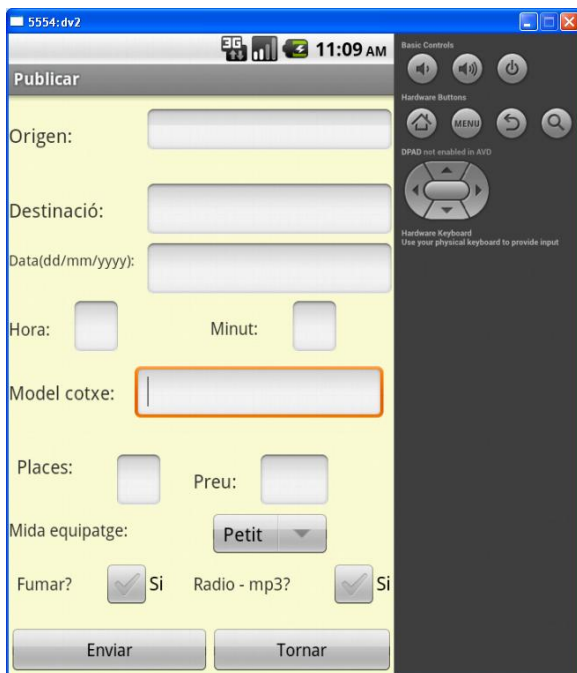 5554:dv2
3G 11:09 AM
Publicar
Origen:
Destinació:
Data(dd/mm/yyyy):
Hora: Minut:
Model cotxe:
Places: Preu:
Mida equipatge: Petit
Fumar? Si Radio - mp3? Si
Enviar Tornar
Basic Controls
Hardware Buttons
MENU
DPAD not enabled in AVD
Hardware Keyboard
Use your physical keyboard to provide input